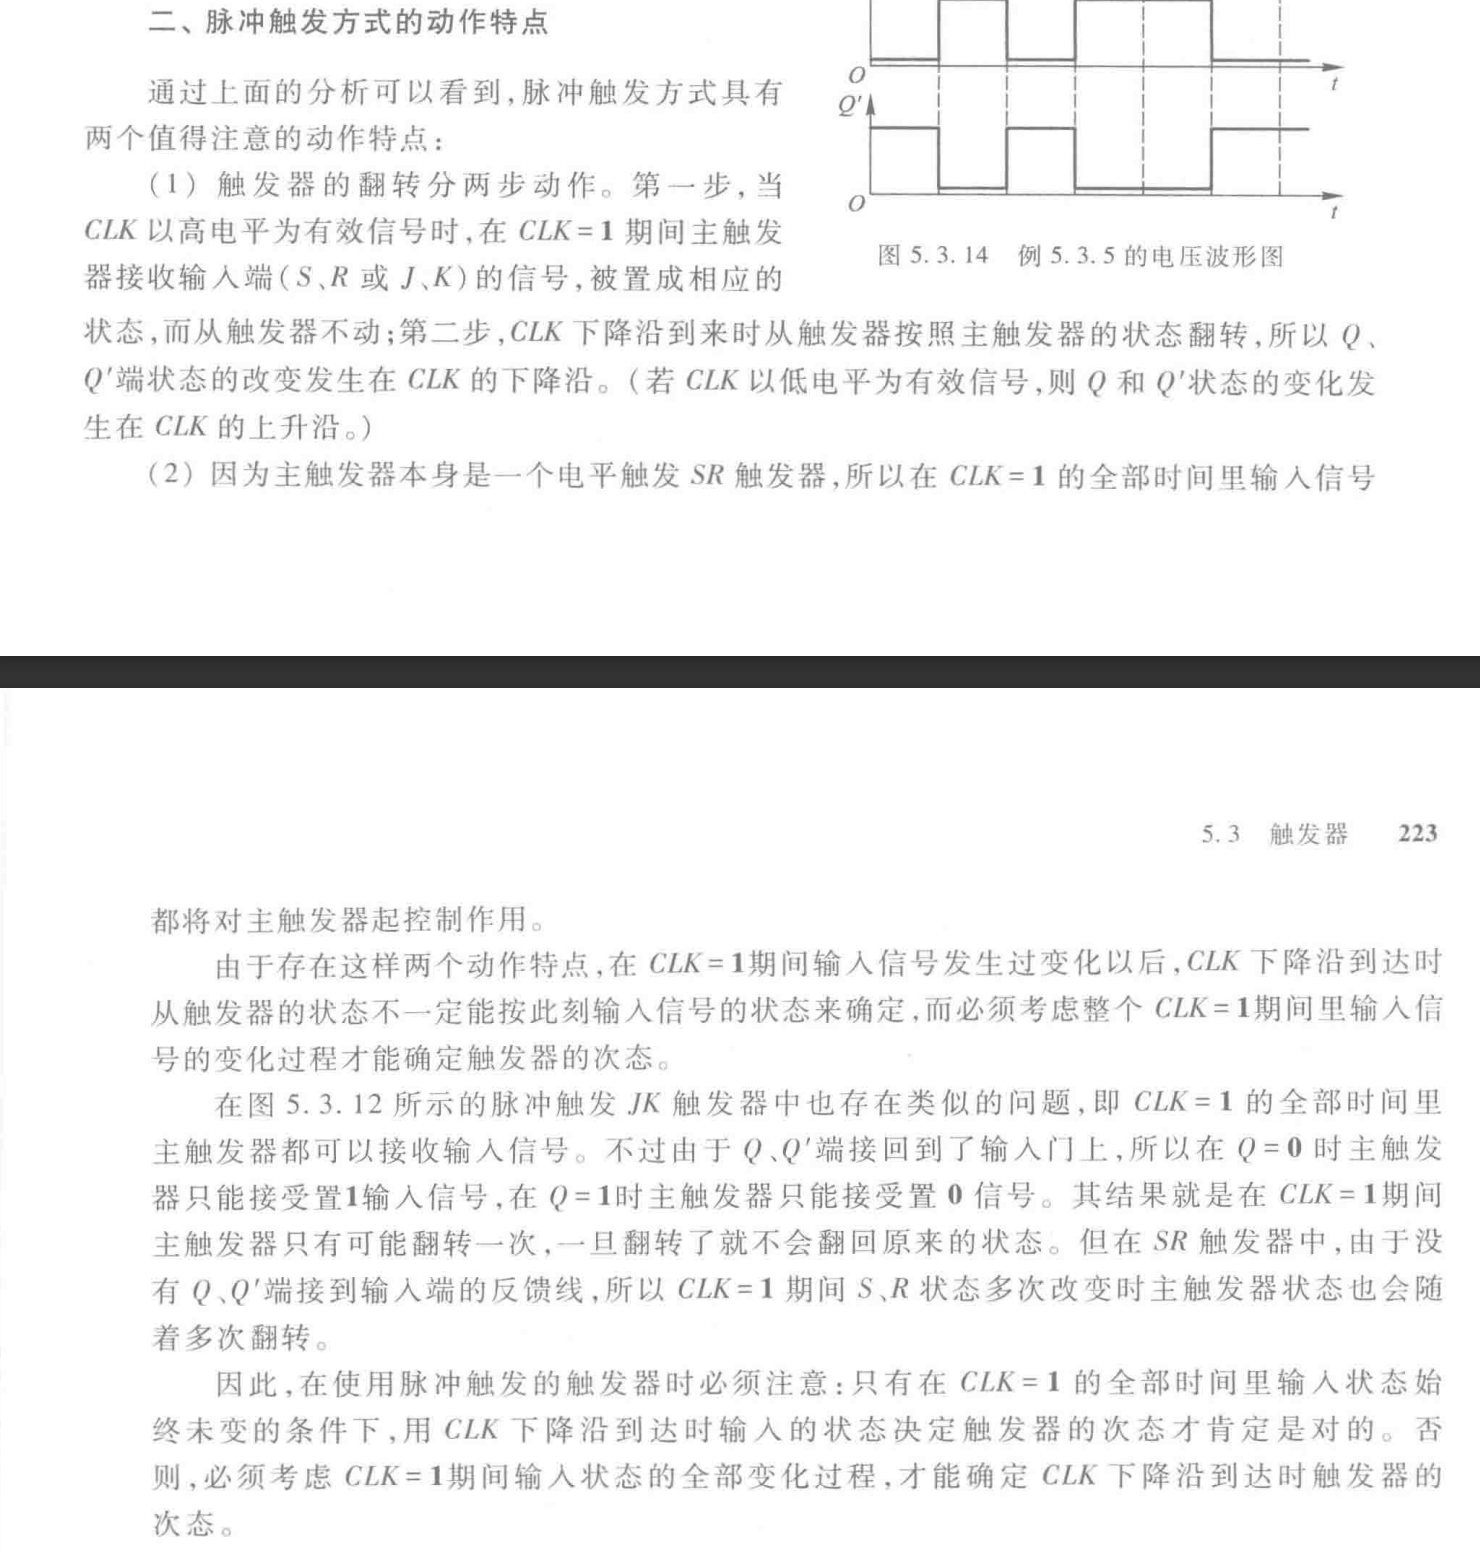 二、脉冲触发方式的动作特点
通过上面的分析可以看到,脉冲触发方式具有
两个值得注意的动作特点:
(1) 触发器的翻转分两步动作。第一步,当
CLK 以高电平为有效信号时,在 CLK=1 期间主触发
器接收输入端(S、R 或 J、K)的信号,被置成相应的
O
t
Q′
O
t
图 5.3.14 例 5.3.5 的电压波形图
状态,而从触发器不动;第二步,CLK 下降沿到来时从触发器按照主触发器的状态翻转,所以 Q、
Q′端状态的改变发生在 CLK 的下降沿。(若 CLK 以低电平为有效信号,则 Q 和 Q′状态的变化发
生在 CLK 的上升沿。)
(2) 因为主触发器本身是一个电平触发 SR 触发器,所以在 CLK=1 的全部时间里输入信号
5.3 触发器 223
都将对主触发器起控制作用。
由于存在这样两个动作特点,在 CLK=1期间输入信号发生过变化以后,CLK 下降沿到达时
从触发器的状态不一定能按此刻输入信号的状态来确定,而必须考虑整个 CLK=1期间里输入信
号的变化过程才能确定触发器的次态。
在图 5.3.12 所示的脉冲触发 JK 触发器中也存在类似的问题,即 CLK=1 的全部时间里
主触发器都可以接收输入信号。不过由于 Q、Q′端接回到了输入门上,所以在 Q=0 时主触发
器只能接受置1输入信号,在 Q=1时主触发器只能接受置 0 信号。其结果就是在 CLK=1期间
主触发器只有可能翻转一次,一旦翻转了就不会翻回原来的状态。但在 SR 触发器中,由于没
有 Q、Q′端接到输入端的反馈线,所以 CLK=1 期间 S、R 状态多次改变时主触发器状态也会随
着多次翻转。
因此,在使用脉冲触发的触发器时必须注意:只有在 CLK=1 的全部时间里输入状态始
终未变的条件下,用 CLK 下降沿到达时输入的状态决定触发器的次态才肯定是对的。否
则,必须考虑 CLK=1期间输入状态的全部变化过程,才能确定 CLK 下降沿到达时触发器的
次态。